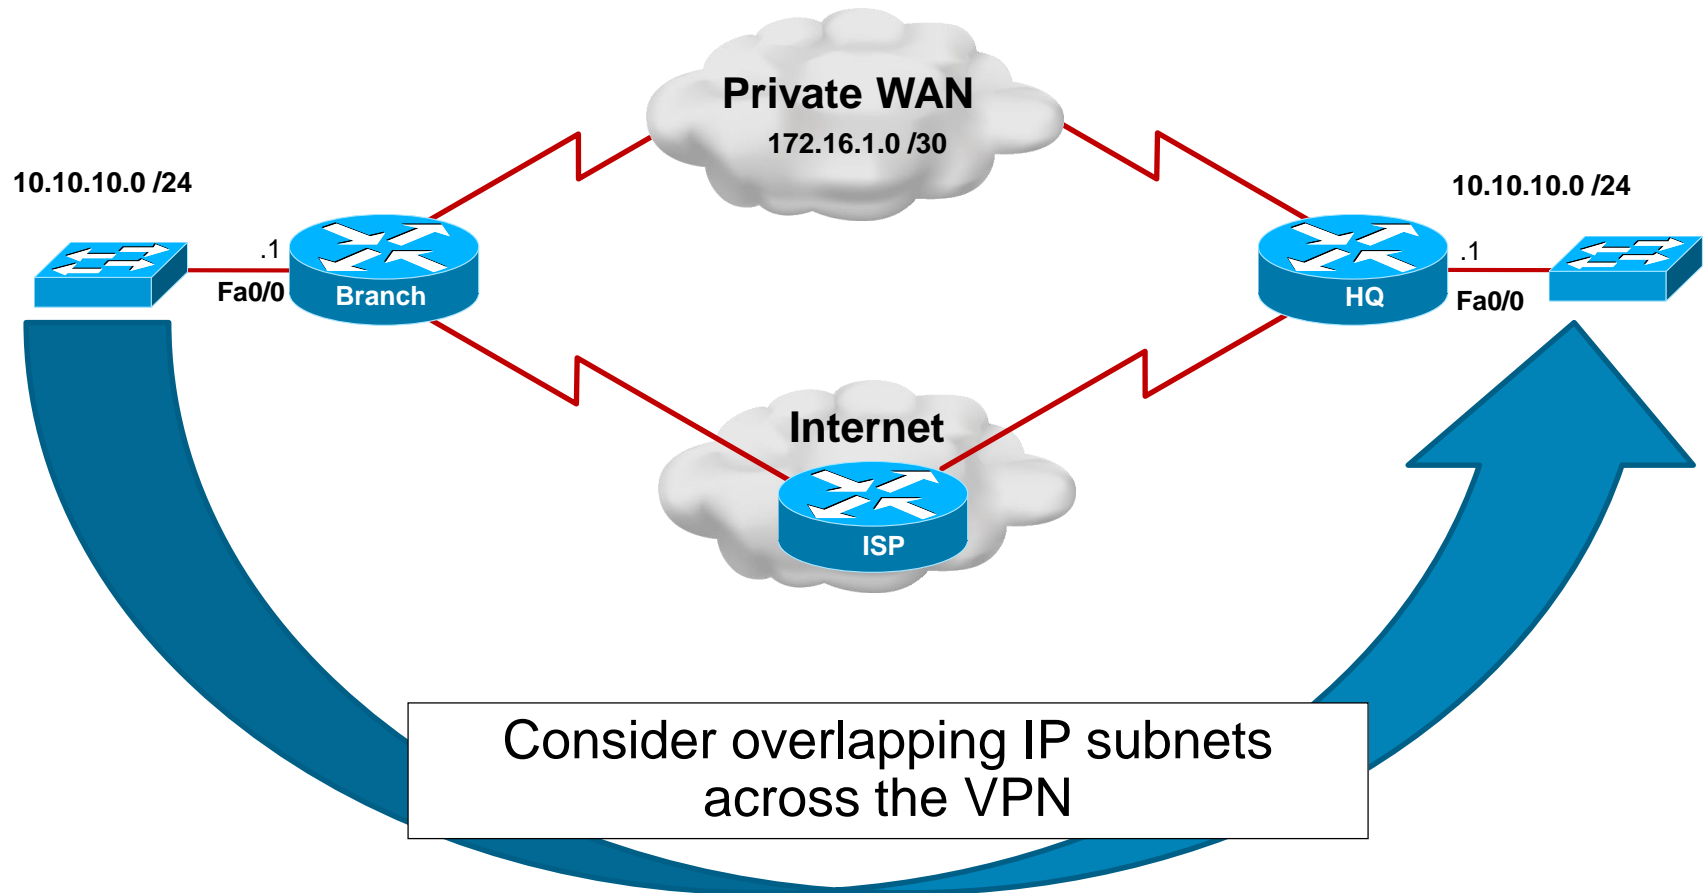 Private WAN
172.16.1.0 /30
10.10.10.0 /24
10.10.10.0 /24
.1
Fa0/0
Branch
HQ
.1
Fa0/0
Internet
ISP
Consider overlapping IP subnets
across the VPN